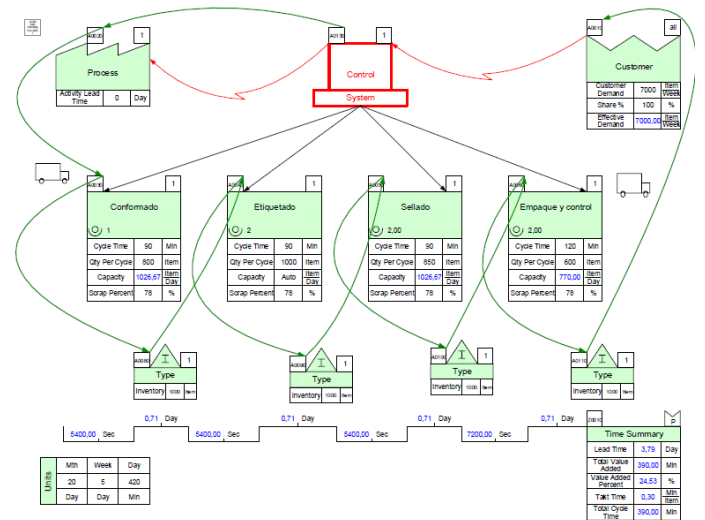 A0020 1 A0130 1 A0010 all
Process Control Customer
Activity Lead Time 0 Day
System
Customer Demand 7000 Item Week
Share % 100 %
Effective Demand 7000,00 Item Week
A0030 1 1 1 1
Conformado Etiquetado Sellado Empaque y control
1 2 2,00 2,00
Cycle Time 90 Min Cycle Time 90 Min Cycle Time 90 Min Cycle Time 120 Min
Qty Per Cycle 800 Item Qty Per Cycle 1000 Item Qty Per Cycle 850 Item Qty Per Cycle 600 Item
Capacity 1026,67 Item Day Capacity Auto Item Day Capacity 1026,67 Item Day Capacity 770,00 Item Day
Scrap Percent 78 % Scrap Percent 78 % Scrap Percent 78 % Scrap Percent 78 %
I 1 A0090 I 1 A0100 I 1 A0110 I 1
Type Type Type Type
Inventory 1000 Item Inventory 1000 Item Inventory 1000 Item Inventory 1000 Item
0,71 Day 0,71 Day 0,71 Day 0,71 Day 0,71 Day
5400,00 Sec 5400,00 Sec 5400,00 Sec 7200,00 Sec
Z0010 P
Time Summary
Lead Time 3,79 Day
Total Value Added 390,00 Min
Value Added Percent 24,53 %
Takt Time 0,30 Min Item
Total Cycle Time 390,00 Min
Units
Mth Week Day
20 5 420
Day Day Min